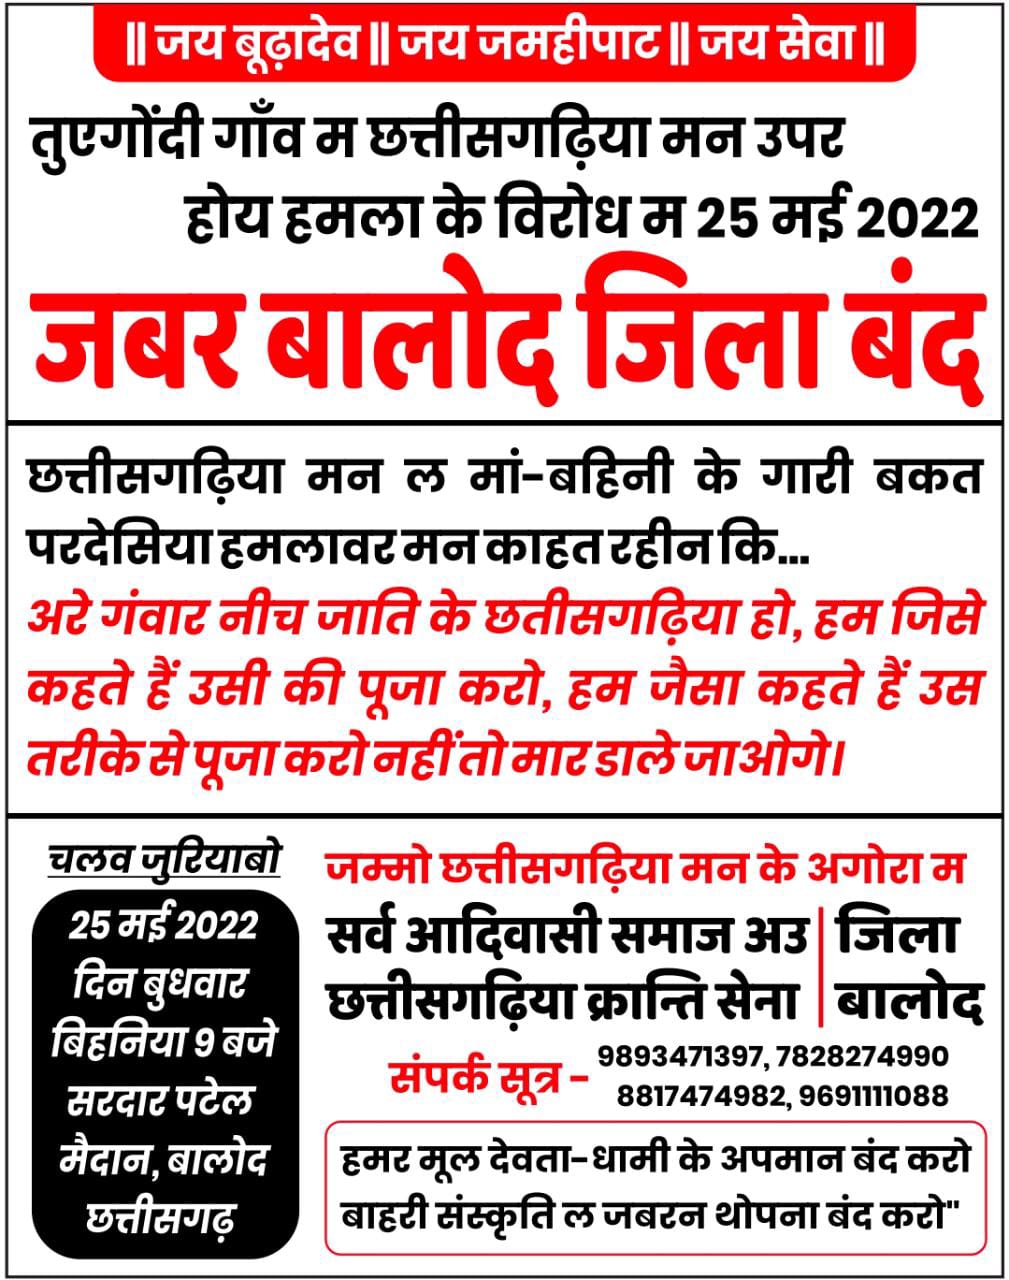 || जय बूढ़ादेव || जय जमहीपाट || जय सेवा ||
तुएगोंदी गाँव म छत्तीसगढ़िया मन उपर
होय हमला के विरोध म 25 मई 2022
जबर बालोद जिला बंद
छत्तीसगढ़िया मन ल मां-बहिनी के गारी बकत
परदेसिया हमलावर मन काहत रहीन कि...
अरे गंवार नीच जाति के छतीसगढ़िया हो, हम जिसे
कहते हैं उसी की पूजा करो, हम जैसा कहते हैं उस
तरीके से पूजा करो नहीं तो मार डाले जाओगे।
चलव जुरियाबो
25 मई 2022
दिन बुधवार
बिहनिया 9 बजे
सरदार पटेल
मैदान, बालोद
छत्तीसगढ़
जम्मो छत्तीसगढ़िया मन के अगोरा म
सर्व आदिवासी समाज अउ
छत्तीसगढ़िया क्रान्ति सेना
जिला
बालोद
संपर्क सूत्र - 9893471397, 7828274990
8817474982, 9691111088
हमर मूल देवता-धामी के अपमान बंद करो
बाहरी संस्कृति ल जबरन थोपना बंद करो"